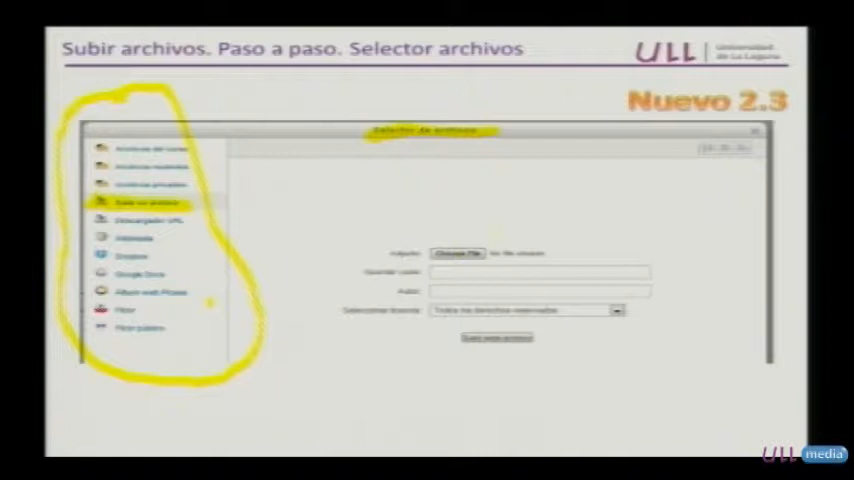 Subir archivos. Paso a paso. Selector archivos
ULL Universidad de La Laguna
Nuevo 2.3
Selector de archivos
Archivos del curso
Archivos recientes
Archivos privados
Subir un archivo
Descargador URL
Wikimedia
Dropbox
Google Docs
Álbum web Picasa
Flickr
Flickr público
Adjunto: Choose File No file chosen
Guardar como:
Autor:
Seleccionar licencia: Todos los derechos reservados
Subir este archivo
ULL media